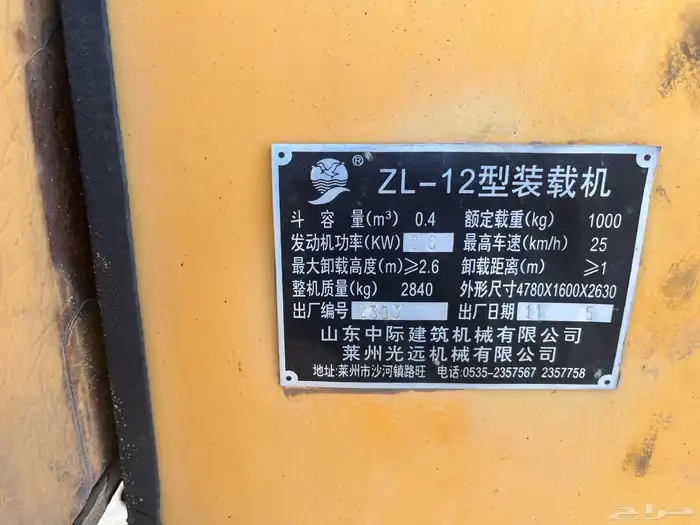 ®
ZL-12型装载机
斗容量(m³) 0.4 额定载重(kg) 1000
发动机功率(KW) 最高车速(km/h) 25
最大卸载高度(m)≥2.6 卸载距离(m) ≥1
整机质量(kg) 2840 外形尺寸4780X1600X2630
出厂编号 2303 出厂日期 11 5
山东中际建筑机械有限公司
莱州光远机械有限公司
地址:莱州市沙河镇路旺 电话:0535-2357567 2357758
حراج